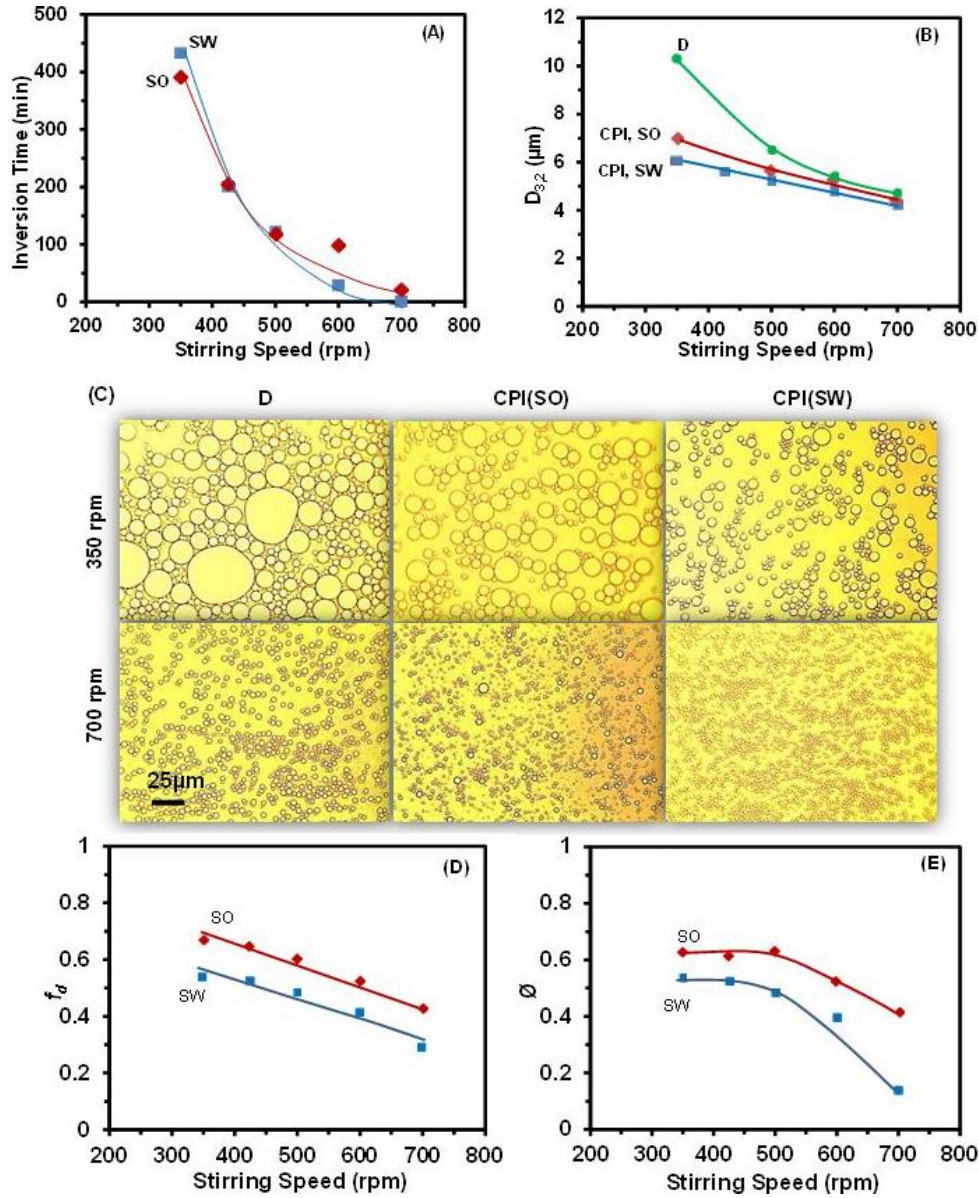 (A)
Inversion Time (min)
500
400
300
200
100
0
SW
SO
200 300 400 500 600 700 800
Stirring Speed (rpm)
(B)
D3,2 (µm)
12
10
8
6
4
2
0
D
CPI, SO
CPI, SW
200 300 400 500 600 700 800
Stirring Speed (rpm)
(C) D CPI(SO) CPI(SW)
350 rpm
700 rpm
25µm
(D)
fd
1
0.8
0.6
0.4
0.2
0
SO
SW
200 300 400 500 600 700 800
Stirring Speed (rpm)
(E)
Ø
1
0.8
0.6
0.4
0.2
0
SO
SW
200 300 400 500 600 700 800
Stirring Speed (rpm)